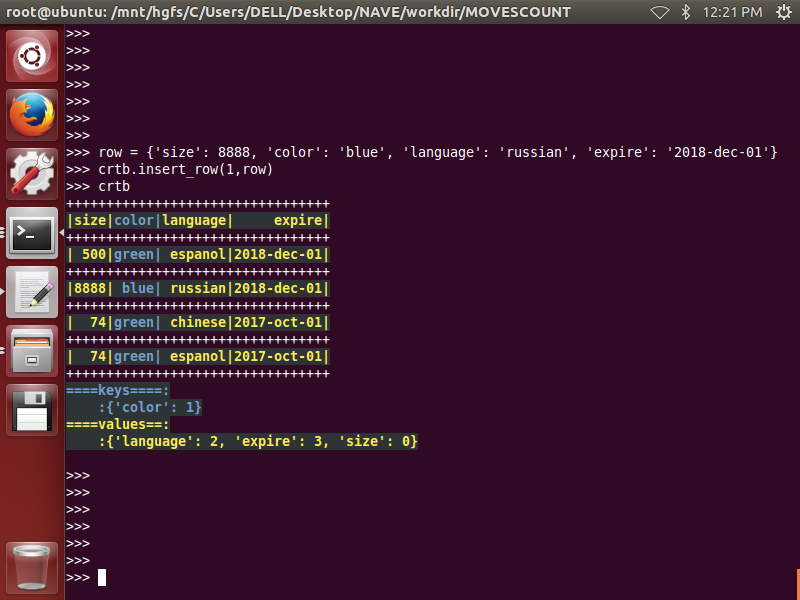 root@ubuntu: /mnt/hgfs/C/Users/DELL/Desktop/NAVE/workdir/MOVESCOUNT 12:21 PM
>>>
>>>
>>>
>>>
>>>
>>>
>>>
>>> row = {'size': 8888, 'color': 'blue', 'language': 'russian', 'expire': '2018-dec-01'}
>>> crtb.insert_row(1,row)
>>> crtb
+++++++++++++++++++++++++++++++++
|size|color|language|     expire|
+++++++++++++++++++++++++++++++++
| 500|green| espanol|2018-dec-01|
+++++++++++++++++++++++++++++++++
|8888| blue| russian|2018-dec-01|
+++++++++++++++++++++++++++++++++
|  74|green| chinese|2017-oct-01|
+++++++++++++++++++++++++++++++++
|  74|green| espanol|2017-oct-01|
+++++++++++++++++++++++++++++++++
====keys====:
    :{'color': 1}
====values==:
    :{'language': 2, 'expire': 3, 'size': 0}
>>>
>>>
>>>
>>>
>>>
>>>
>>>